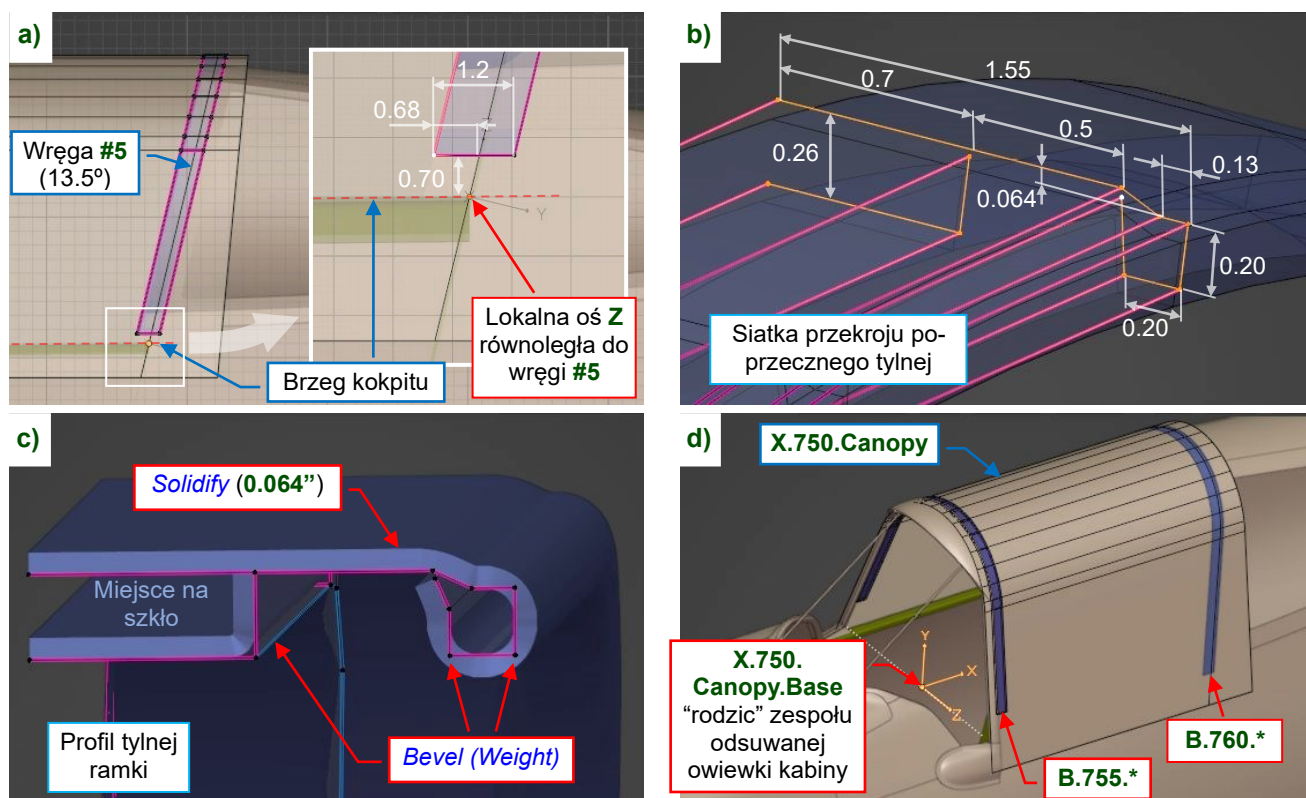 a)
Wręga #5
(13.5º)
1.2
0.68
0.70
Y
Lokalna oś Z
równoległa do
wręgi #5
Brzeg kokpitu
b)
1.55
0.7
0.5
0.26
0.13
0.064
0.20
0.20
Siatka przekroju po-
przecznego tylnej
c)
Solidify (0.064”)
Miejsce na
szkło
Profil tylnej
ramki
Bevel (Weight)
d)
X.750.Canopy
Y
X
Z
X.750.
Canopy.Base
“rodzic” zespołu
odsuwanej
owiewki kabiny
B.755.*
B.760.*